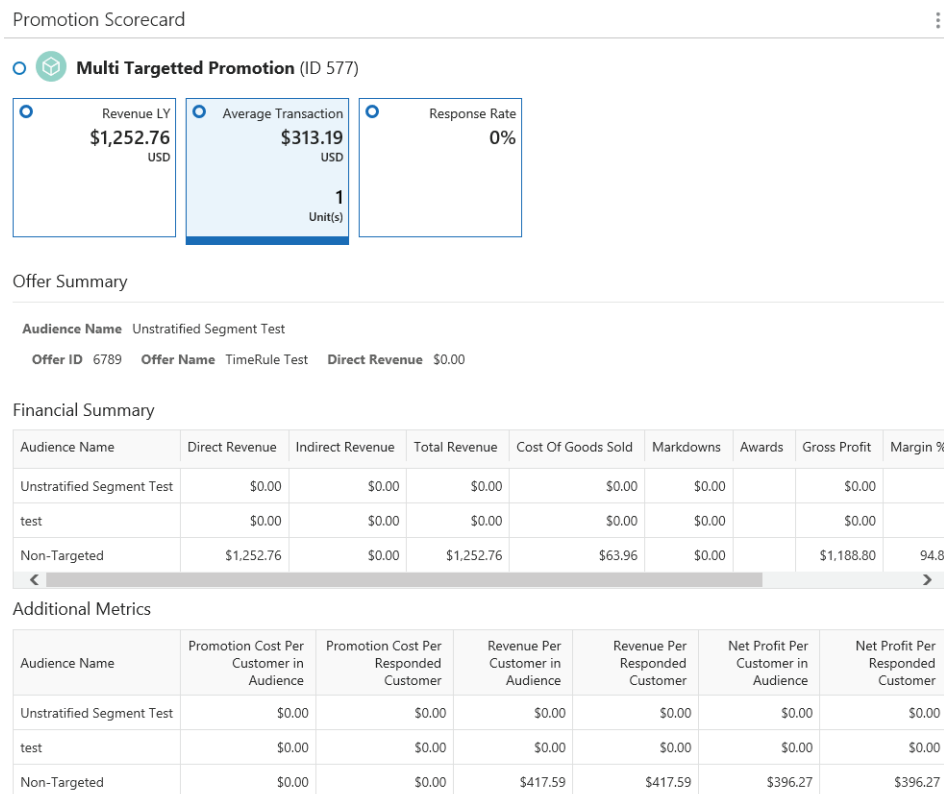 Promotion Scorecard
Multi Targetted Promotion (ID 577)
Revenue LY
$1,252.76
USD
Average Transaction
$313.19
USD
1
Unit(s)
Response Rate
0%
Offer Summary
Audience Name Unstratified Segment Test
Offer ID 6789 Offer Name TimeRule Test Direct Revenue $0.00
Financial Summary
Audience Name Direct Revenue Indirect Revenue Total Revenue Cost Of Goods Sold Markdowns Awards Gross Profit Margin %
Unstratified Segment Test $0.00 $0.00 $0.00 $0.00 $0.00 $0.00
test $0.00 $0.00 $0.00 $0.00 $0.00 $0.00
Non-Targeted $1,252.76 $0.00 $1,252.76 $63.96 $0.00 $1,188.80 94.8
Additional Metrics
Audience Name
Promotion Cost Per
Customer in
Audience
Promotion Cost Per
Responded
Customer
Revenue Per
Customer in
Audience
Revenue Per
Responded
Customer
Net Profit Per
Customer in
Audience
Net Profit Per
Responded
Customer
Unstratified Segment Test $0.00 $0.00 $0.00 $0.00 $0.00 $0.00
test $0.00 $0.00 $0.00 $0.00 $0.00 $0.00
Non-Targeted $0.00 $0.00 $417.59 $417.59 $396.27 $396.27